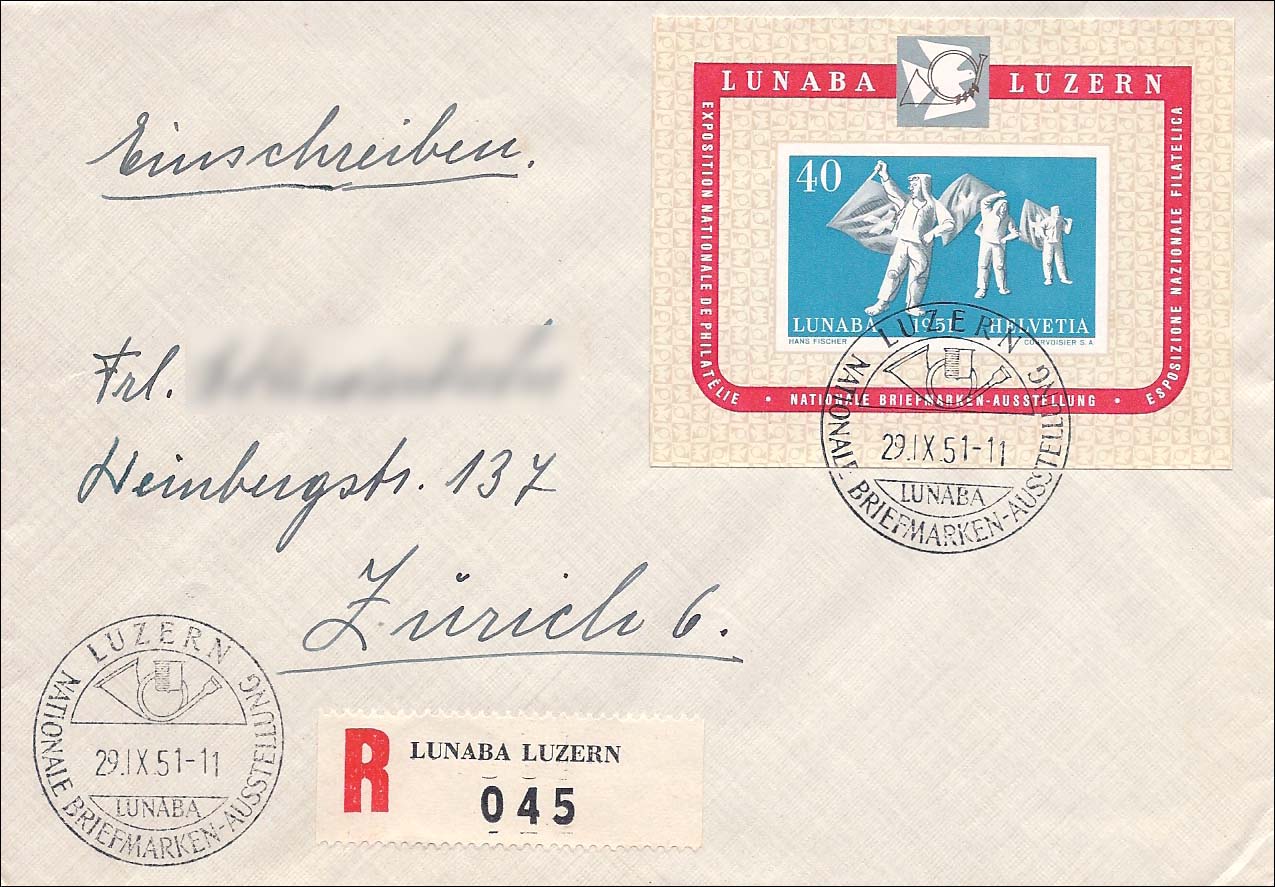 Einschreiben.
LUNABA LUZERN
EXPOSITION NATIONALE DE PHILATÉLIE • NATIONALE BRIEFMARKEN-AUSSTELLUNG • ESPOSIZIONE NAZIONALE FILATELICA
40
LUNABA 1951 HELVETIA
HANS FISCHER COURVOISIER S.A.
LUZERN
29.IX.51-11
LUNABA
NATIONALE BRIEFMARKEN-AUSSTELLUNG
Frl.
Weinbergstr. 137
Zürich 6.
LUZERN
29.IX.51-11
LUNABA
NATIONALE BRIEFMARKEN-AUSSTELLUNG
R LUNABA LUZERN
045